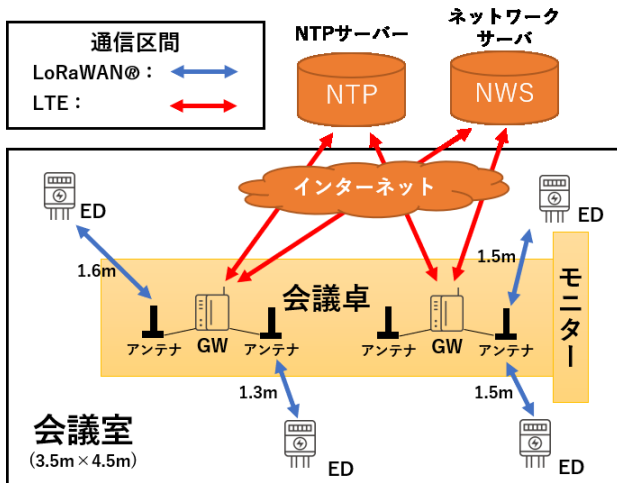 通信区間
LoRaWAN®：
LTE：
NTPサーバー
ネットワーク
サーバ
NTP
NWS
インターネット
ED
ED
1.6m
1.5m
会議卓
モニター
アンテナ
GW
アンテナ
アンテナ
GW
アンテナ
1.3m
1.5m
会議室
(3.5m×4.5m)
ED
ED